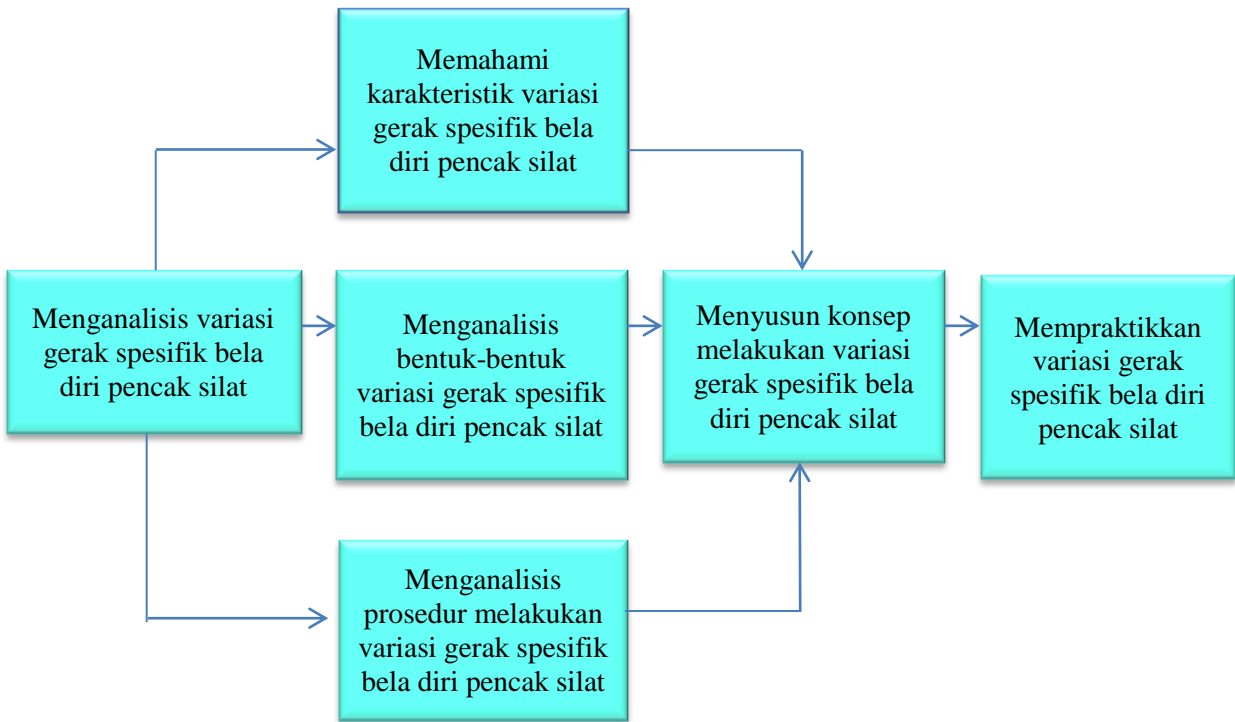 Memahami
karakteristik variasi
gerak spesifik bela
diri pencak silat
Menganalisis variasi
gerak spesifik bela
diri pencak silat
Menganalisis
bentuk-bentuk
variasi gerak spesifik
bela diri pencak silat
Menyusun konsep
melakukan variasi
gerak spesifik bela
diri pencak silat
Mempraktikkan
variasi gerak
spesifik bela diri
pencak silat
Menganalisis
prosedur melakukan
variasi gerak spesifik
bela diri pencak silat